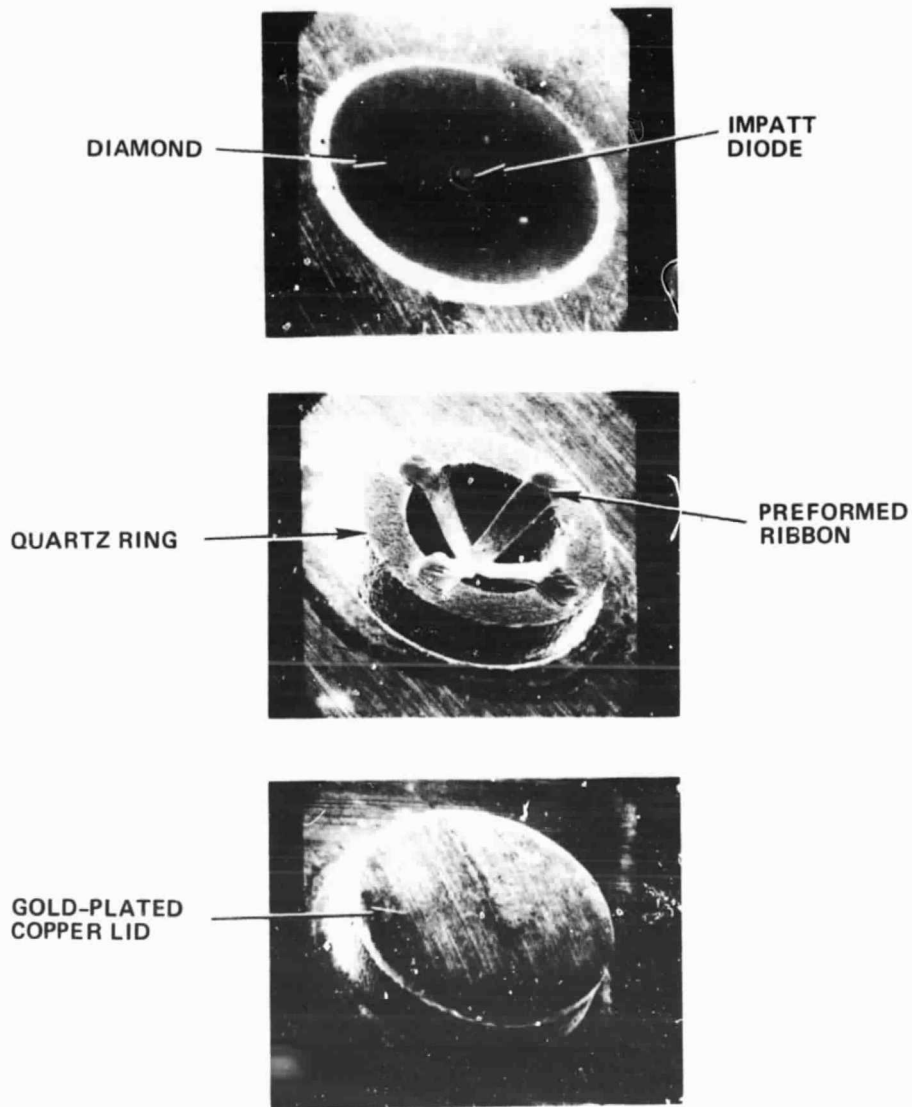 DIAMOND
IMPATT
DIODE
QUARTZ RING
PREFORMED
RIBBON
GOLD-PLATED
COPPER LID